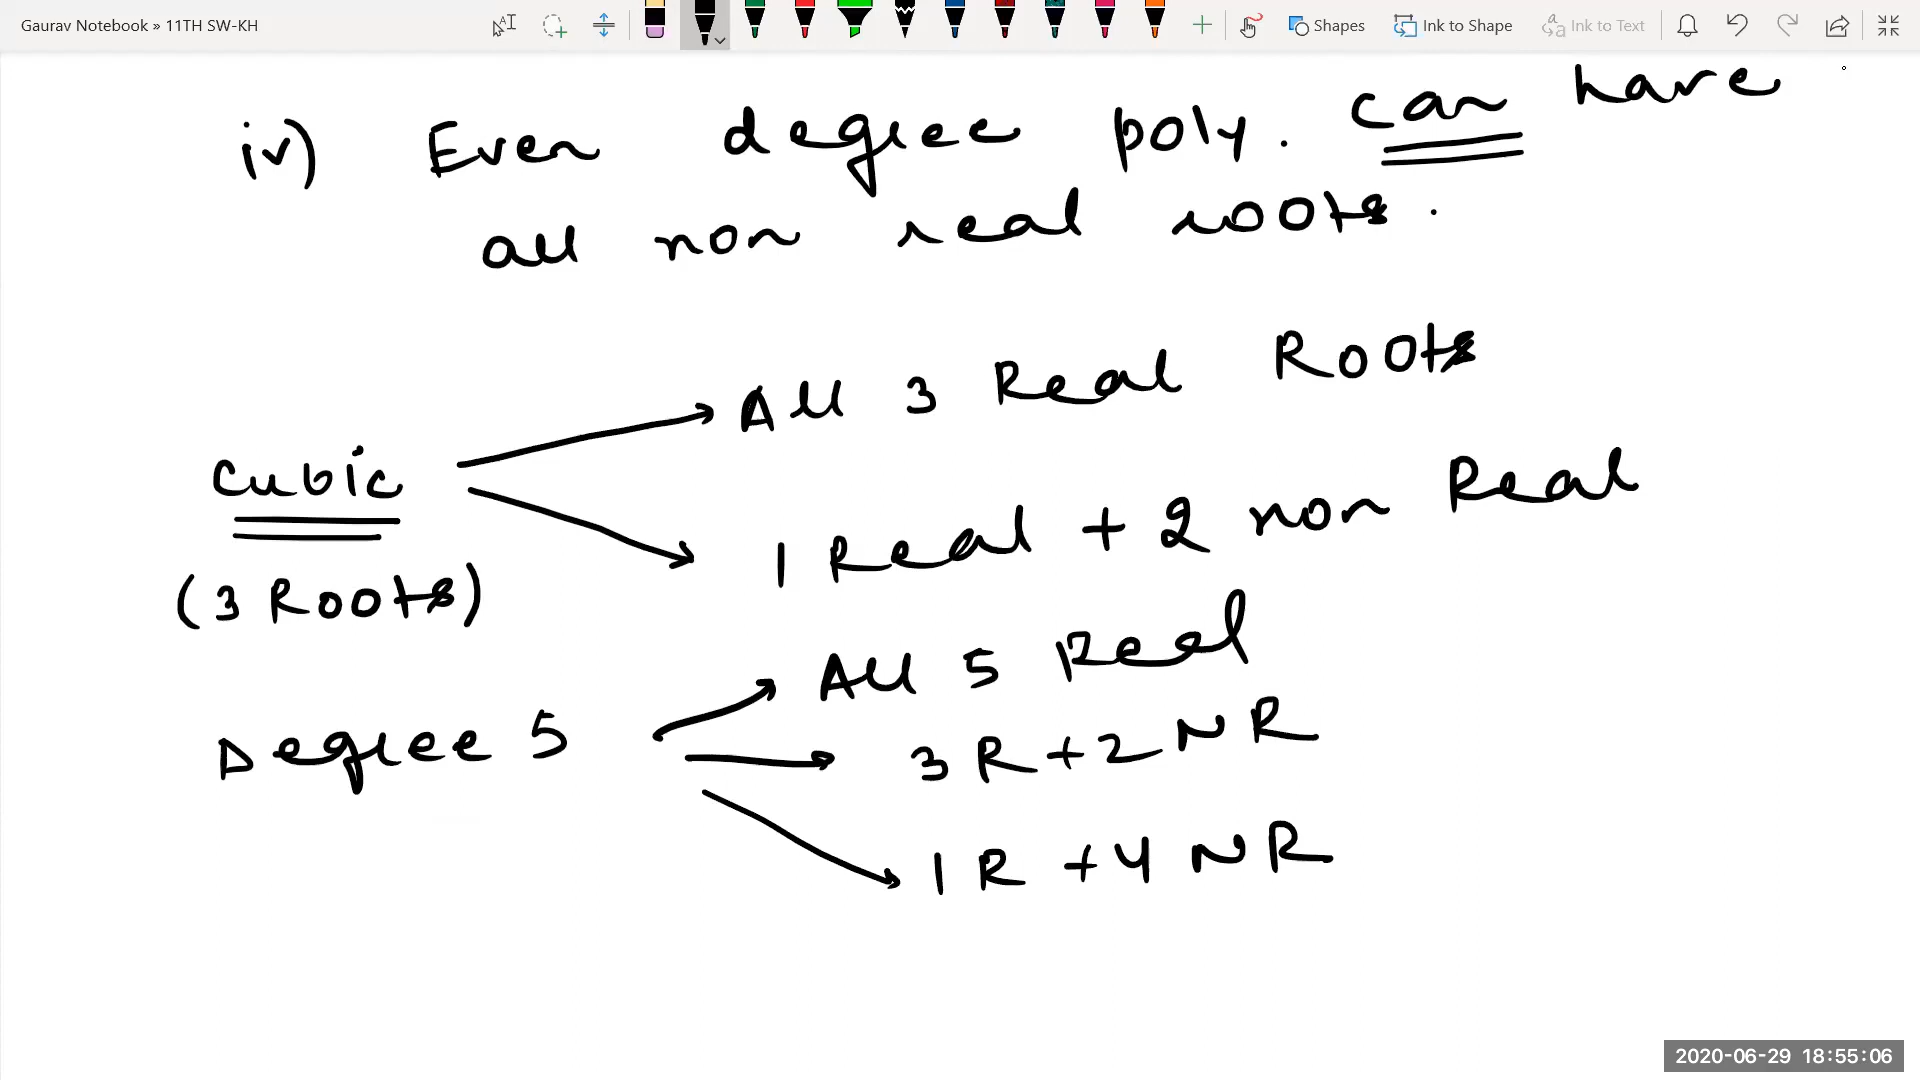 Gaurav Notebook » 11TH SW-KH
Shapes
Ink to Shape
Ink to Text
iv) Even degree poly. can have
all non real roots.
Cubic
(3 Roots)
All 3 Real Roots
1 Real + 2 non Real
Degree 5
All 5 Real
3 R + 2 NR
1 R + 4 NR
2020-06-29 18:55:06